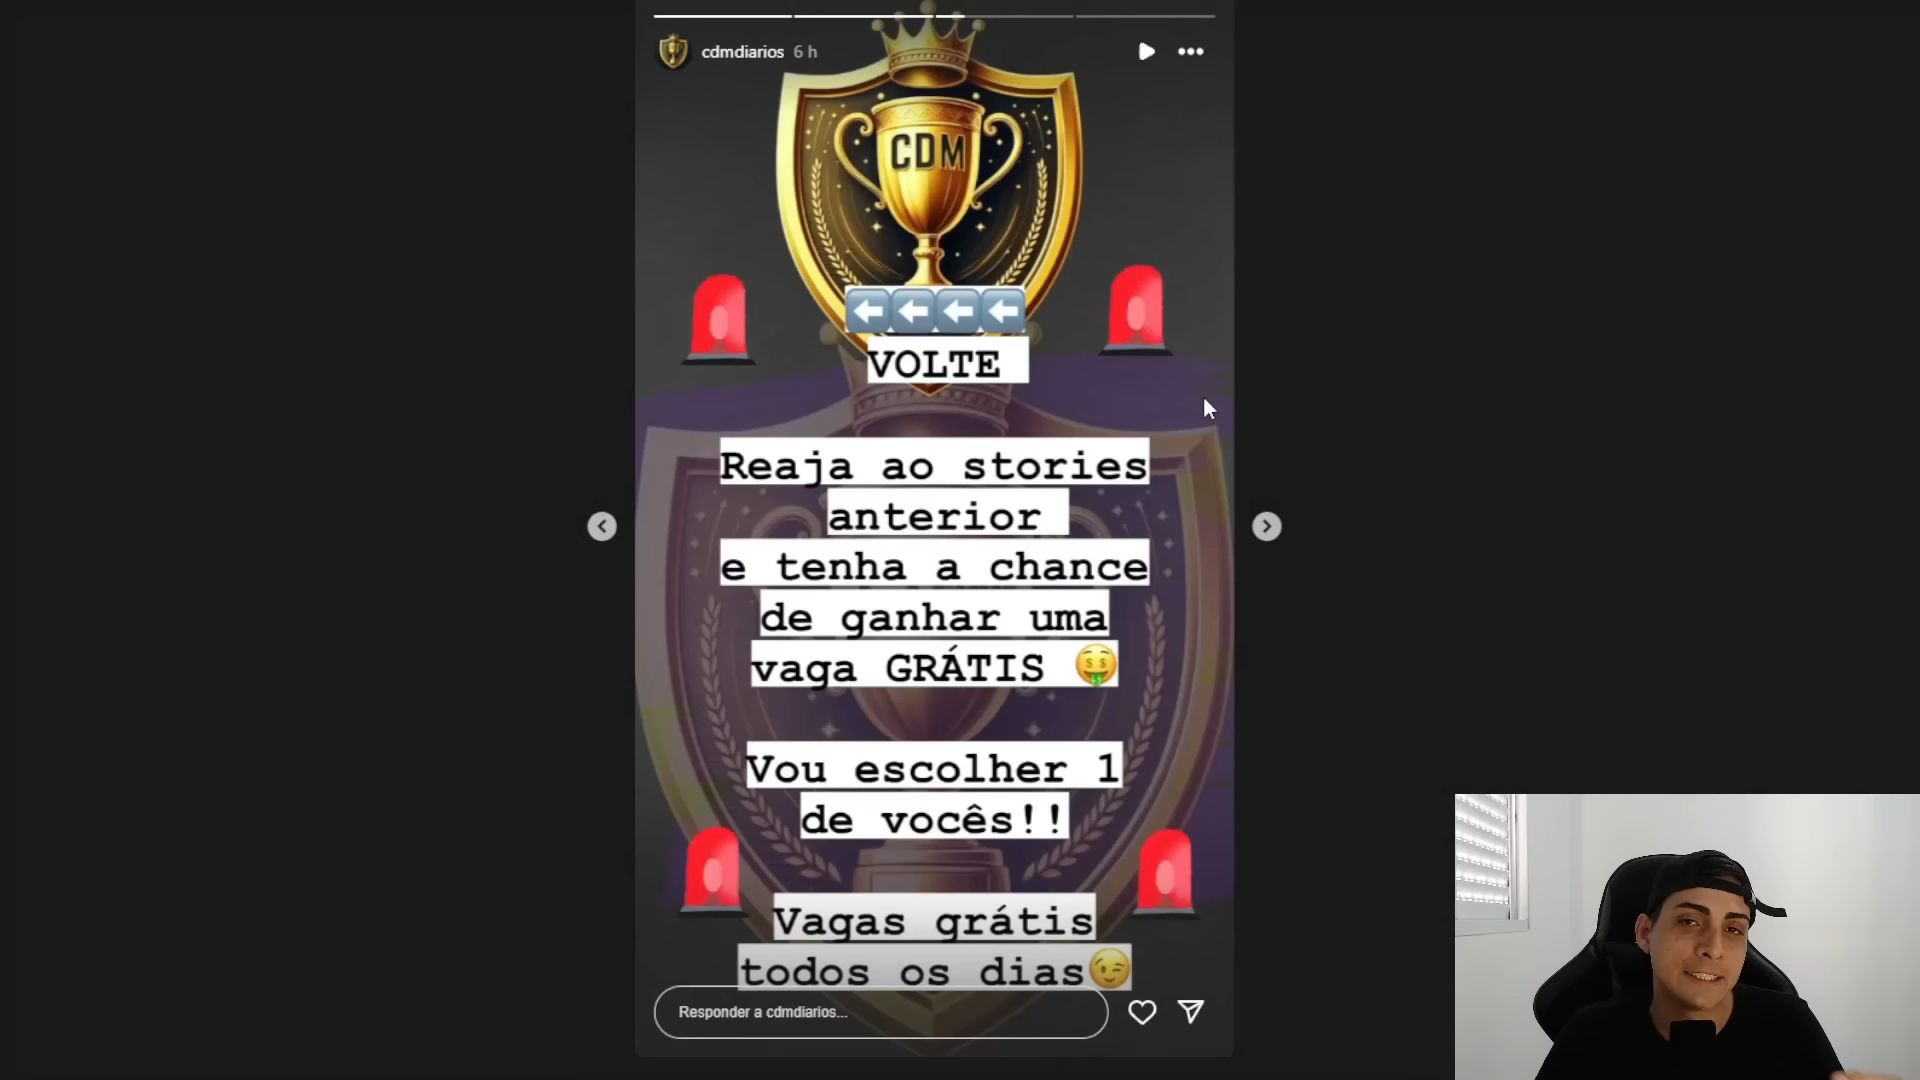 cdmdiarios 6 h
CDM
VOLTE
Reaja ao stories
anterior
e tenha a chance
de ganhar uma
vaga GRÁTIS
Vou escolher 1
de vocês!!
Vagas grátis
todos os dias
Responder a cdmdiarios...